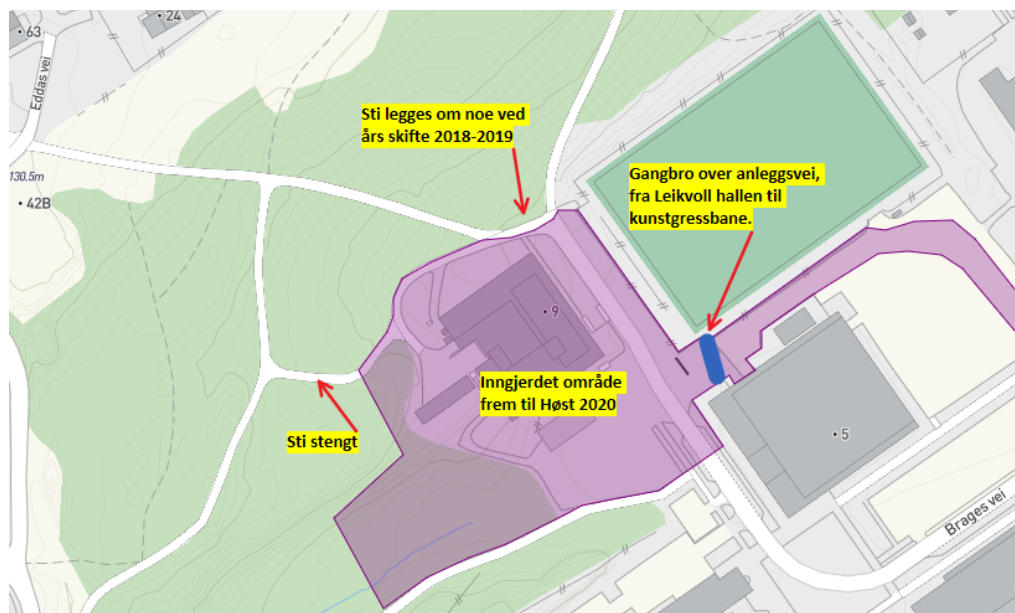 63
24
Eddas vei
130.5m
42B
Sti legges om noe ved
års skifte 2018-2019
Gangbro over anleggsvei,
fra Leikvoll hallen til
kunstgressbane.
9
Inngjerdet område
frem til Høst 2020
Sti stengt
5
Brages vei